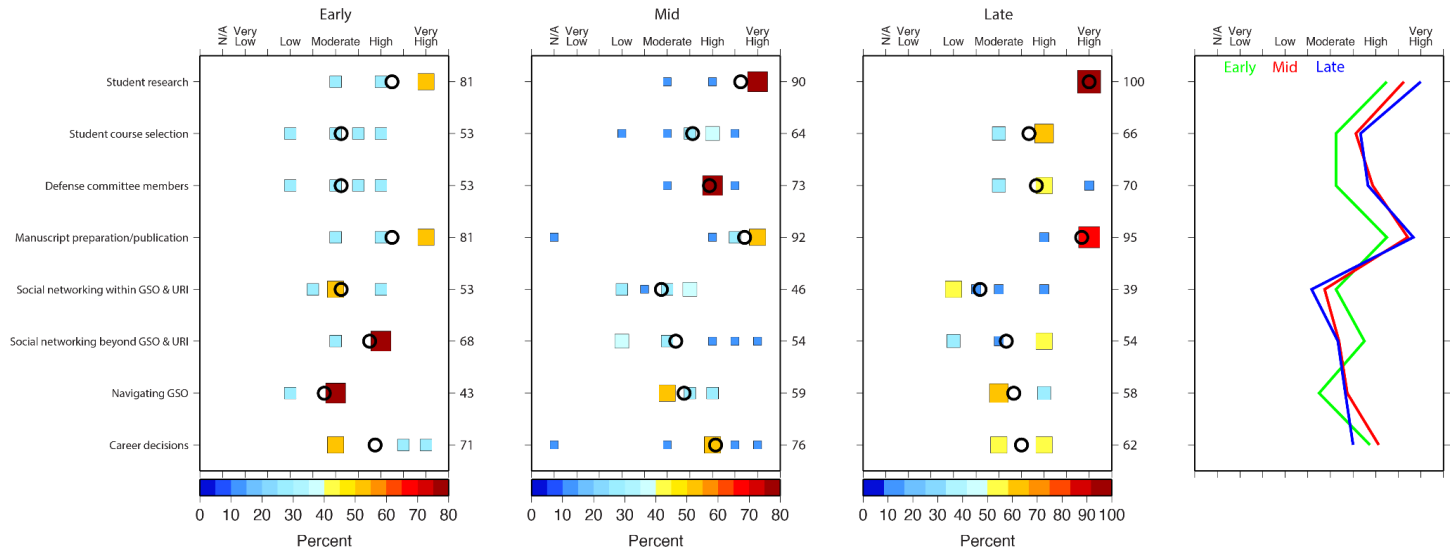 Early
Mid
Late
N/A
Very Low
Low
Moderate
High
Very High
N/A
Very Low
Low
Moderate
High
Very High
N/A
Very Low
Low
Moderate
High
Very High
N/A
Very Low
Low
Moderate
High
Very High
Early Mid Late
Student research 81 90 100
Student course selection 53 64 66
Defense committee members 53 73 70
Manuscript preparation/publication 81 92 95
Social networking within GSO & URI 53 46 39
Social networking beyond GSO & URI 68 54 54
Navigating GSO 43 59 58
Career decisions 71 76 62
0 10 20 30 40 50 60 70 80
0 10 20 30 40 50 60 70 80
0 10 20 30 40 50 60 70 80 90 100
Percent
Percent
Percent